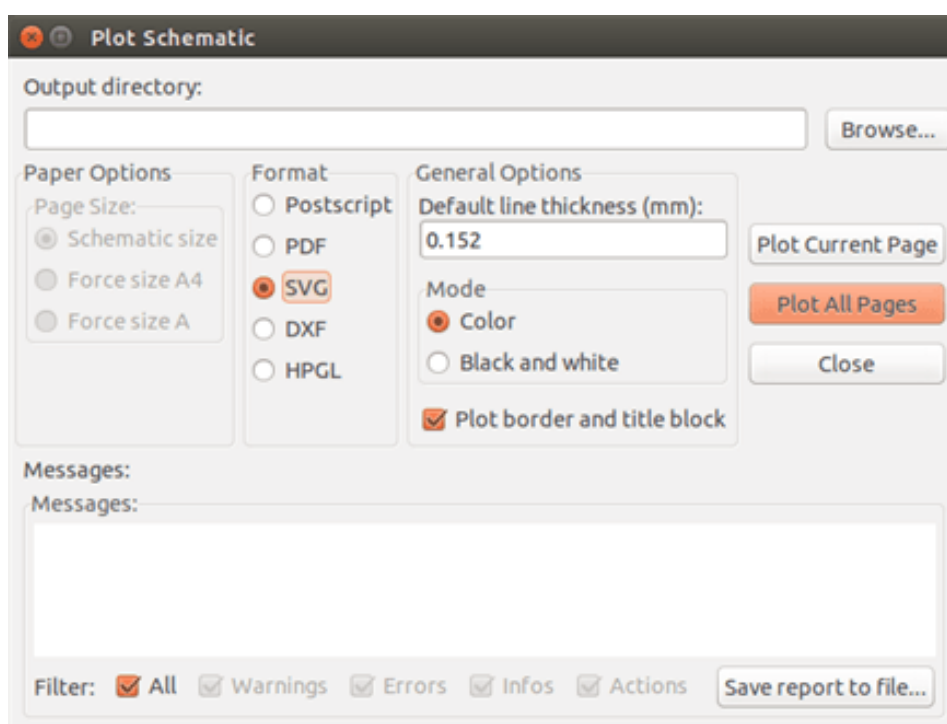 Plot Schematic
Output directory:
Browse...
Paper Options
Page Size:
Schematic size
Force size A4
Force size A
Format
Postscript
PDF
SVG
DXF
HPGL
General Options
Default line thickness (mm):
0.152
Mode
Color
Black and white
Plot border and title block
Plot Current Page
Plot All Pages
Close
Messages:
Messages:
Filter: All Warnings Errors Infos Actions Save report to file...